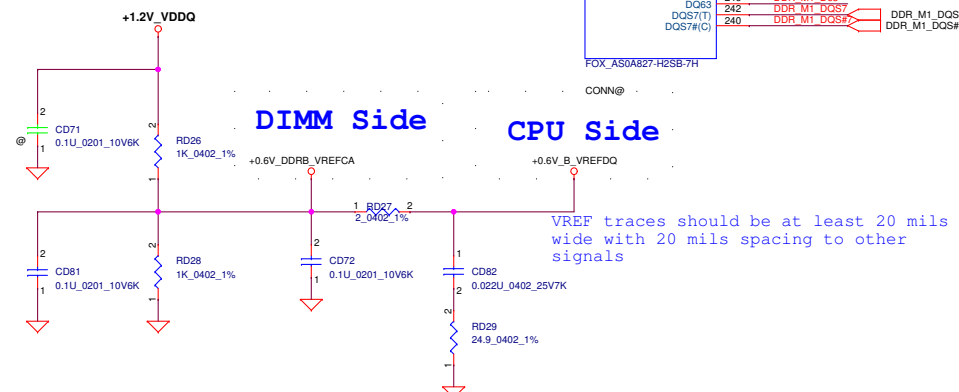 +1.2V_VDDQ
DQ63
DQS7(T) 242 DDR_M1_DQS7 DDR_M1_DQS
DQS7#(C) 240 DDR_M1_DQS#7 DDR_M1_DQS#
FOX_AS0A827-H2SB-7H
CONN@
DIMM Side
CPU Side
2
CD71
0.1U_0201_10V6K
@
1
2
RD26
1K_0402_1%
1
+0.6V_DDRB_VREFCA
+0.6V_B_VREFDQ
1 RD27 2
2_0402_1%
VREF traces should be at least 20 mils
wide with 20 mils spacing to other
signals
2
CD81
0.1U_0201_10V6K
1
2
RD28
1K_0402_1%
1
2
CD72
0.1U_0201_10V6K
1
1
CD82
0.022U_0402_25V7K
2
2
RD29
24.9_0402_1%
1